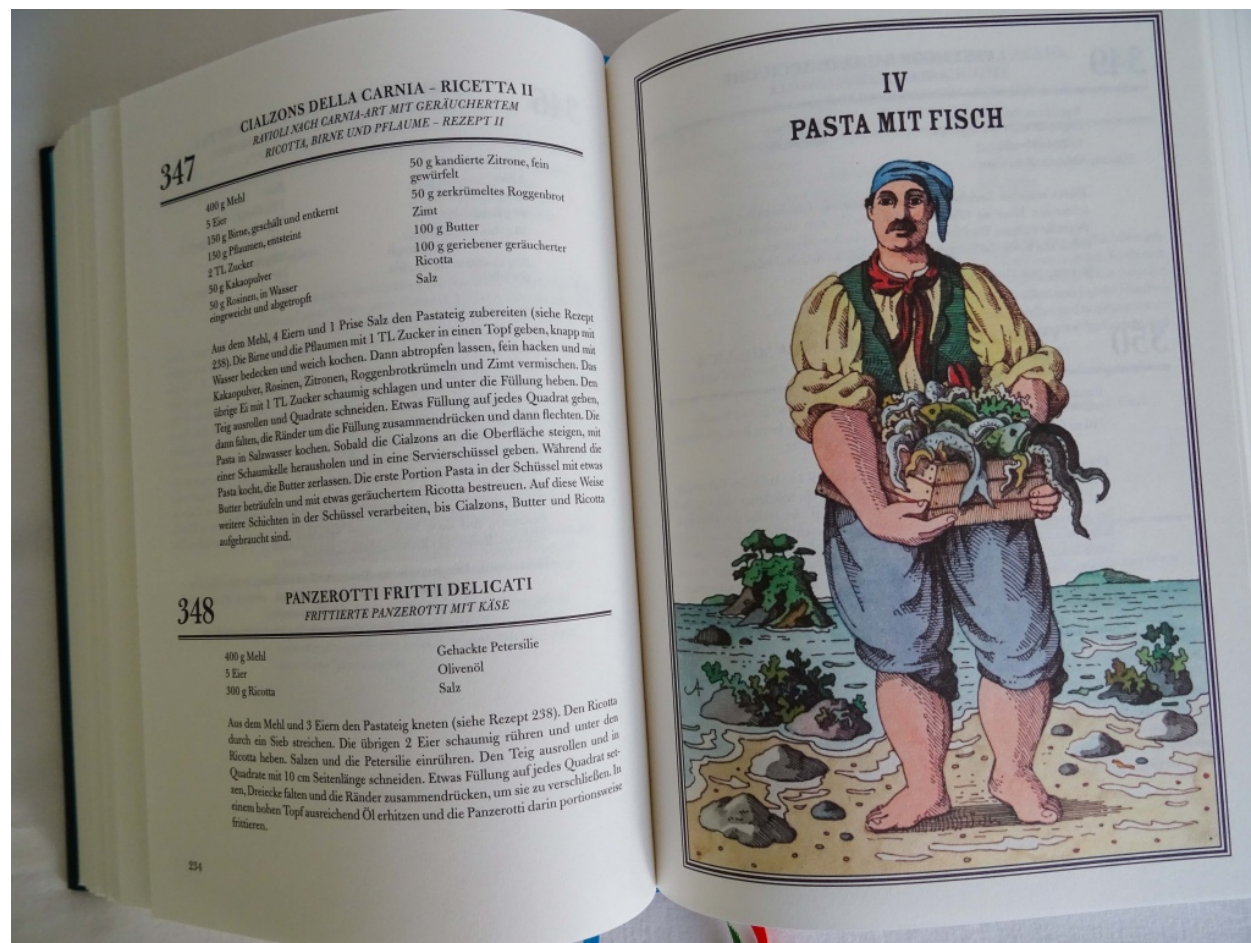 CIALZONS DELLA CARNIA – RICETTA II
RAVIOLI NACH CARNIA-ART MIT GERÄUCHERTEM
RICOTTA, BIRNE UND PFLAUME – REZEPT II
347
400 g Mehl
5 Eier
150 g Birne, geschält und entkernt
150 g Pflaumen, entsteint
2 TL Zucker
50 g Kakaopulver
50 g Rosinen, in Wasser
eingeweicht und abgetropft
50 g kandierte Zitrone, fein
gewürfelt
50 g zerkrümeltes Roggenbrot
Zimt
100 g Butter
100 g geriebener geräucherter
Ricotta
Salz
Aus dem Mehl, 4 Eiern und 1 Prise Salz den Pastateig zubereiten (siehe Rezept
238). Die Birne und die Pflaumen mit 1 TL Zucker in einen Topf geben, knapp mit
Wasser bedecken und weich kochen. Dann abtropfen lassen, fein hacken und mit
Kakaopulver, Rosinen, Zitronen, Roggenbrotkrümeln und Zimt vermischen. Das
übrige Ei mit 1 TL Zucker schaumig schlagen und unter die Füllung heben. Den
Teig ausrollen und Quadrate schneiden. Etwas Füllung auf jedes Quadrat geben,
dann falten, die Ränder um die Füllung zusammendrücken und dann flechten. Die
Pasta in Salzwasser kochen. Sobald die Cialzons an die Oberfläche steigen, mit
einer Schaumkelle herausholen und in eine Servierschüssel geben. Während die
Pasta kocht, die Butter zerlassen. Die erste Portion Pasta in der Schüssel mit etwas
Butter beträufeln und mit etwas geräuchertem Ricotta bestreuen. Auf diese Weise
weitere Schichten in der Schüssel verarbeiten, bis Cialzons, Butter und Ricotta
aufgebraucht sind.
348
PANZEROTTI FRITTI DELICATI
FRITTIERTE PANZEROTTI MIT KÄSE
400 g Mehl
5 Eier
300 g Ricotta
Gehackte Petersilie
Olivenöl
Salz
Aus dem Mehl und 3 Eiern den Pastateig kneten (siehe Rezept 238). Den Ricotta
durch ein Sieb streichen. Die übrigen 2 Eier schaumig rühren und unter den
Ricotta heben. Salzen und die Petersilie einrühren. Den Teig ausrollen und in
Quadrate mit 10 cm Seitenlänge schneiden. Etwas Füllung auf jedes Quadrat set-
zen, Dreiecke falten und die Ränder zusammendrücken, um sie zu verschließen. In
einem hohen Topf ausreichend Öl erhitzen und die Panzerotti darin portionsweise
frittieren.
234
IV
PASTA MIT FISCH